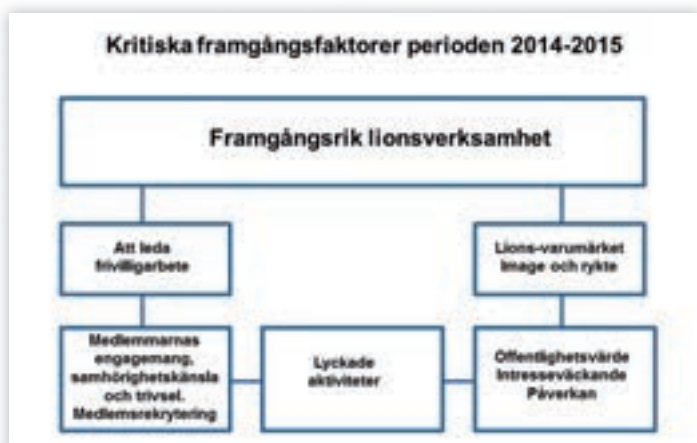 Kritiska framgångsfaktorer perioden 2014-2015
Framgångsrik lionsverksamhet
Att leda
frivilligarbete
Lions-varumärket
Image och rykte
Medlemmarnas
engagemang,
samhörighetskänsla
och trivsel.
Medlemsrekrytering
Lyckade
aktiviteter
Offentlighetsvärde
Intresseväckande
Påverkan